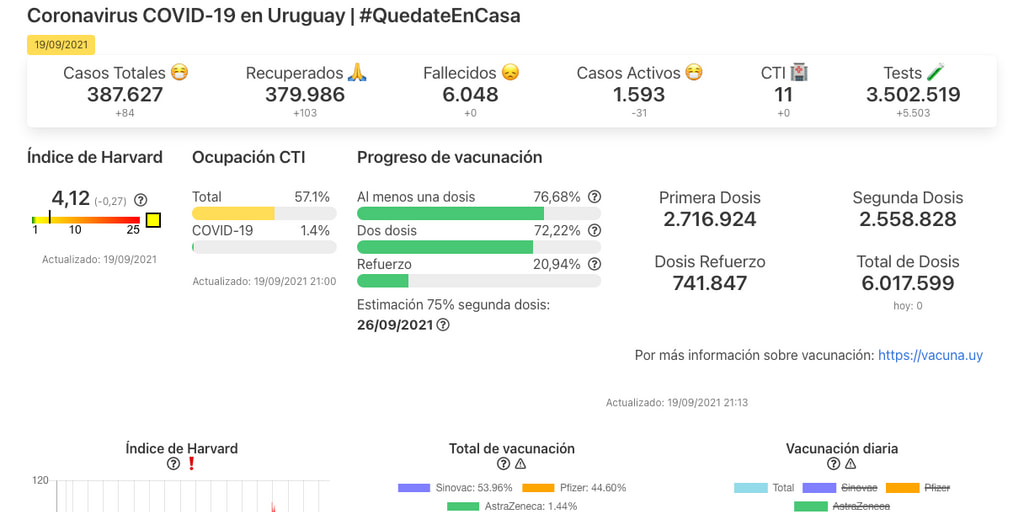 Coronavirus COVID-19 en Uruguay | #QuedateEnCasa
19/09/2021
Casos Totales 😷 Recuperados 🙏 Fallecidos 😞 Casos Activos 😷 CTI 🏥 Tests 🧪
387.627 379.986 6.048 1.593 11 3.502.519
+84 +103 +0 -31 +0 +5.503
Índice de Harvard Ocupación CTI Progreso de vacunación
4,12 (-0,27)
1 10 25
Actualizado: 19/09/2021
Total 57.1%
COVID-19 1.4%
Actualizado: 19/09/2021 21:00
Al menos una dosis 76,68%
Dos dosis 72,22%
Refuerzo 20,94%
Estimación 75% segunda dosis:
26/09/2021
Primera Dosis Segunda Dosis
2.716.924 2.558.828
Dosis Refuerzo Total de Dosis
741.847 6.017.599
hoy: 0
Por más información sobre vacunación: https://vacuna.uy
Actualizado: 19/09/2021 21:13
Índice de Harvard
❗
120
Total de vacunación
Sinovac: 53.96% Pfizer: 44.60%
AstraZeneca: 1.44%
Vacunación diaria
Total Sinovac Pfizer
AstraZeneca